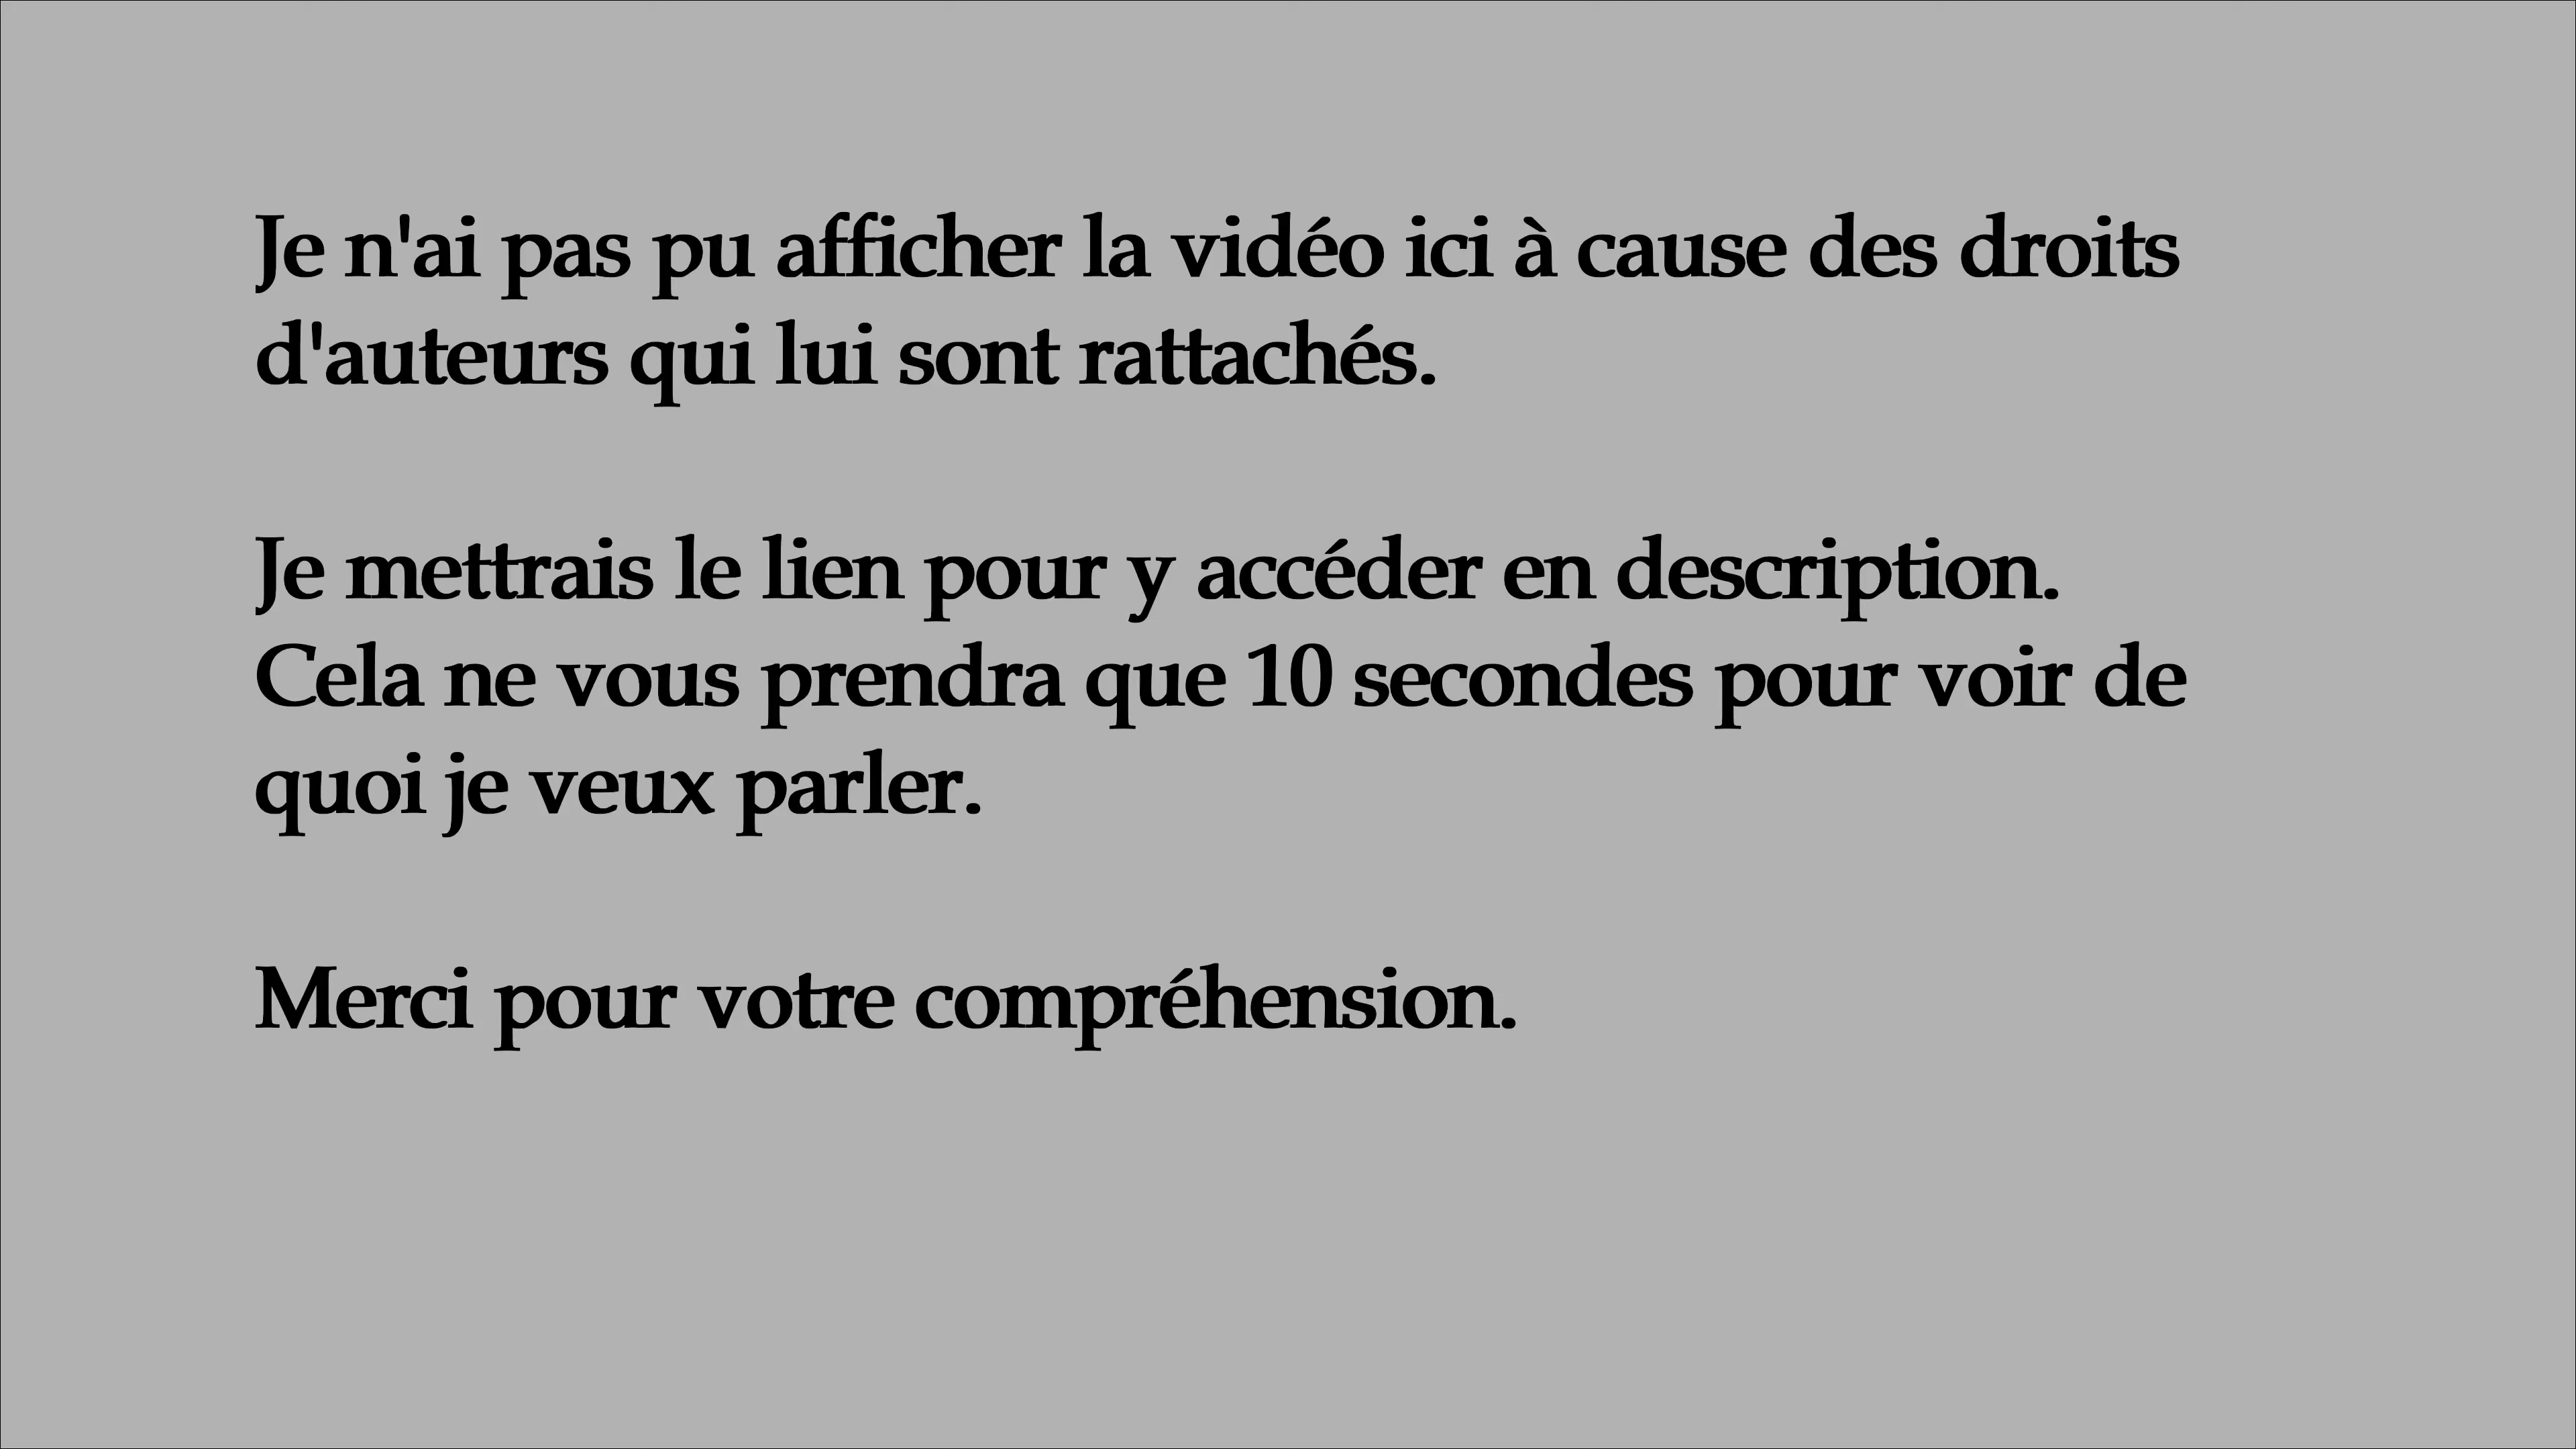 Je n'ai pas pu afficher la vidéo ici à cause des droits
d'auteurs qui lui sont rattachés.
Je mettrais le lien pour y accéder en description.
Cela ne vous prendra que 10 secondes pour voir de
quoi je veux parler.
Merci pour votre compréhension.